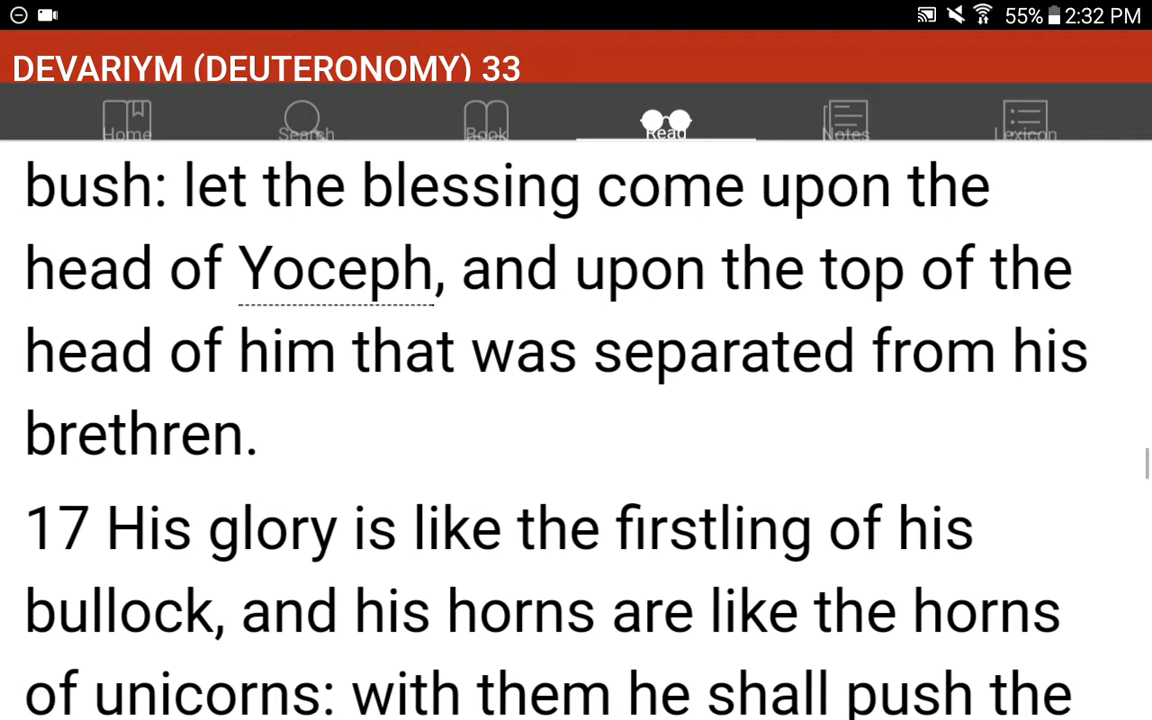 55% 2:32 PM
DEVARIYM (DEUTERONOMY) 33
Home Search Book Read Notes Lexicon
bush: let the blessing come upon the
head of Yoceph, and upon the top of the
head of him that was separated from his
brethren.
17 His glory is like the firstling of his
bullock, and his horns are like the horns
of unicorns: with them he shall push the